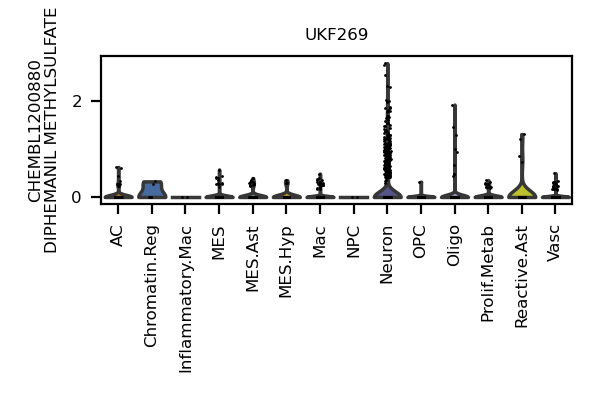 UKF269
CHEMBL1200880
DIPHEMANIL METHYLSULFATE
2
0
AC
Chromatin.Reg
Inflammatory.Mac
MES
MES.Ast
MES.Hyp
Mac
NPC
Neuron
OPC
Oligo
Prolif.Metab
Reactive.Ast
Vasc